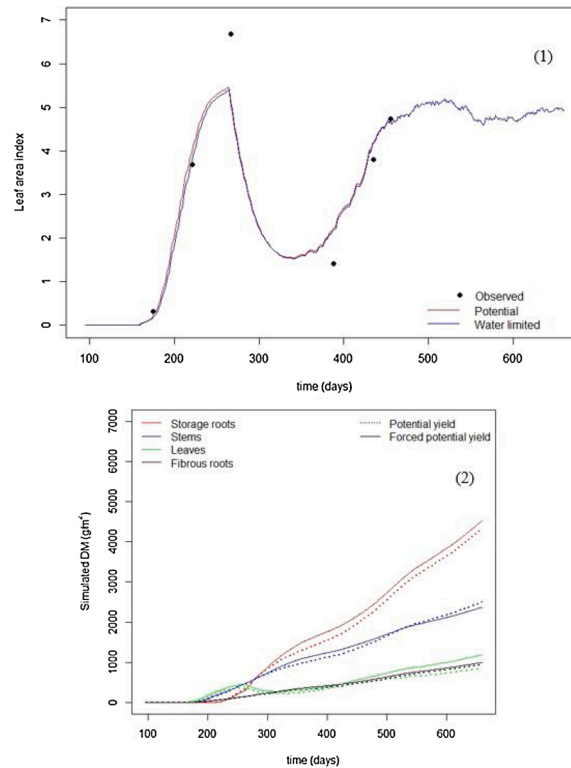 7
6
5
4
3
2
1
0
Leaf area index
(1)
Observed
Potential
Water limited
100 200 300 400 500 600
time (days)
7000
6000
5000
4000
3000
2000
1000
0
Simulated DM (g/m²)
Storage roots
Stems
Leaves
Fibrous roots
Potential yield
Forced potential yield
(2)
100 200 300 400 500 600
time (days)